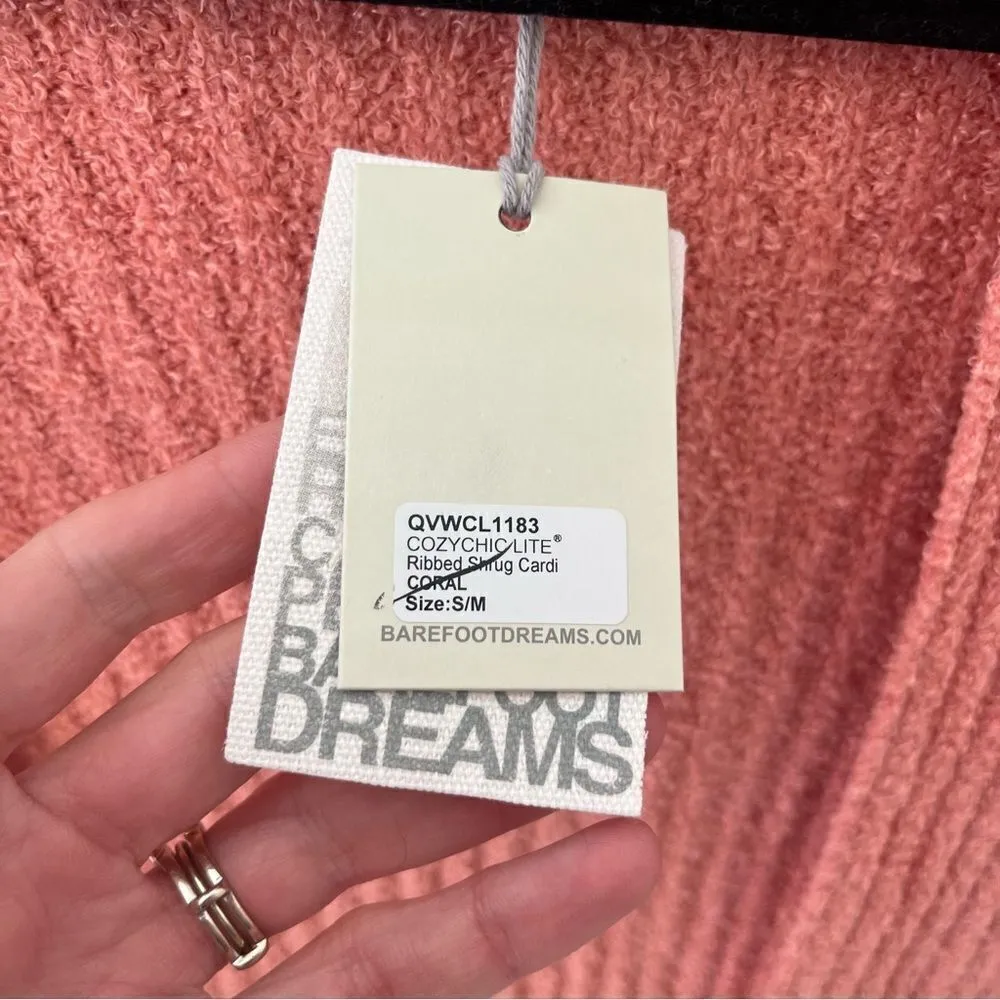 QVWCL1183
COZYCHIC LITE®
Ribbed Shrug Cardi
CORAL
Size:S/M
BAREFOOTDREAMS.COM
DREAMS